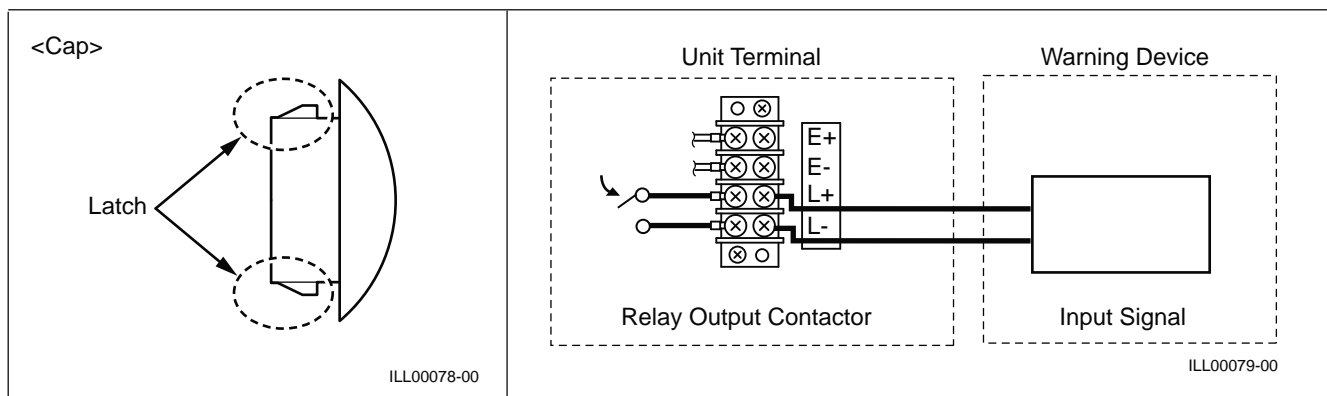 <Cap>
Latch
ILL00078-00
Unit Terminal
Warning Device
E+
E-
L+
L-
Relay Output Contactor
Input Signal
ILL00079-00